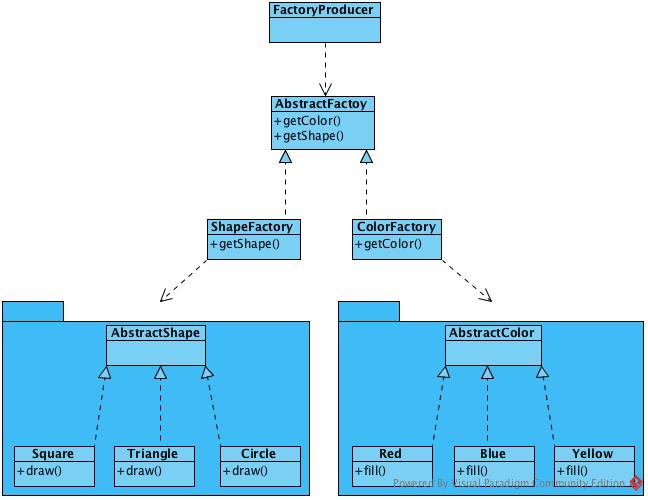 FactoryProducer
AbstractFactoy
+getColor()
+getShape()
ShapeFactory
+getShape()
ColorFactory
+getColor()
AbstractShape
Square
+draw()
Triangle
+draw()
Circle
+draw()
AbstractColor
Red
+fill()
Blue
+fill()
Yellow
+fill()
Powered By Visual Paradigm Community Edition